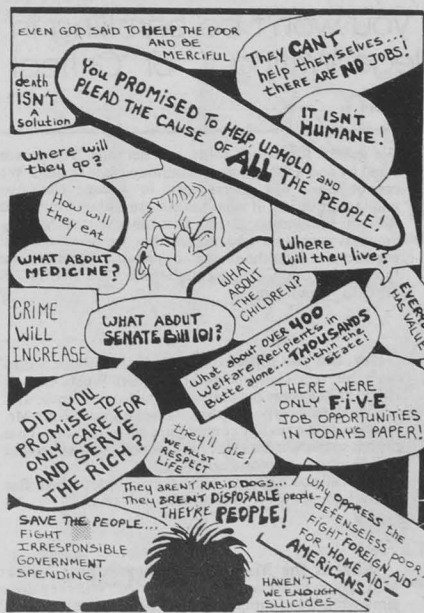 EVEN GOD SAID TO HELP THE POOR
AND BE
MERCIFUL
They CAN'T
help themselves...
there ARE NO JOBS!
death
ISN'T
A
solution
You PROMISED TO HELP, UPHOLD, and
PLEAD THE CAUSE OF ALL THE PEOPLE!
IT ISN'T
HUMANE!
Where will
they go?
How will
they eat
WHAT ABOUT
MEDICINE?
Where
Will they live?
WHAT
ABOUT
THE
CHILDREN?
EVERY
HAS VALUE
CRIME
WILL
INCREASE
WHAT ABOUT
SENATE Bill 101?
What about OVER 400
Welfare Recipients in
Butte alone... THOUSANDS
within the
State!
THERE WERE
ONLY F-i-V-E
JOB OPPORTUNITIES
IN TODAY'S PAPER!
DID YOU
PROMISE TO
ONLY CARE FOR
AND SERVE
THE RiCH?
they'll die!
WE MUST
RESPECT
LIFE
They AREN'T RABID DOGS...
They AREN'T DISPOSABLE people-
THEY'RE PEOPLE!
Why OPPRESS the
defenseless poor?
FIGHT 'FOREIGN AID'
FOR 'HOME AID'-
AMERICANS!
SAVE THE PEOPLE...
FIGHT
IRRESPONSIBLE
GOVERNMENT
SPENDING!
HAVEN'T
WE ENOUGH
SUiCiDES